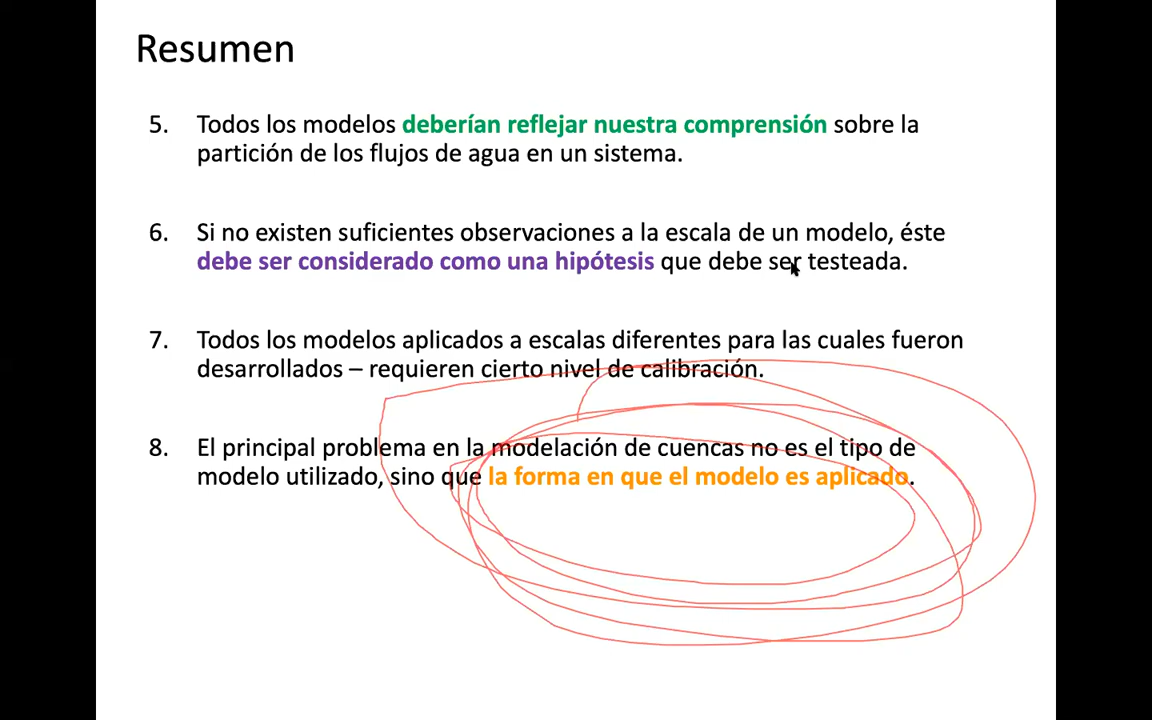 Resumen
5. Todos los modelos deberían reflejar nuestra comprensión sobre la
partición de los flujos de agua en un sistema.
6. Si no existen suficientes observaciones a la escala de un modelo, éste
debe ser considerado como una hipótesis que debe ser testeada.
7. Todos los modelos aplicados a escalas diferentes para las cuales fueron
desarrollados – requieren cierto nivel de calibración.
8. El principal problema en la modelación de cuencas no es el tipo de
modelo utilizado, sino que la forma en que el modelo es aplicado.